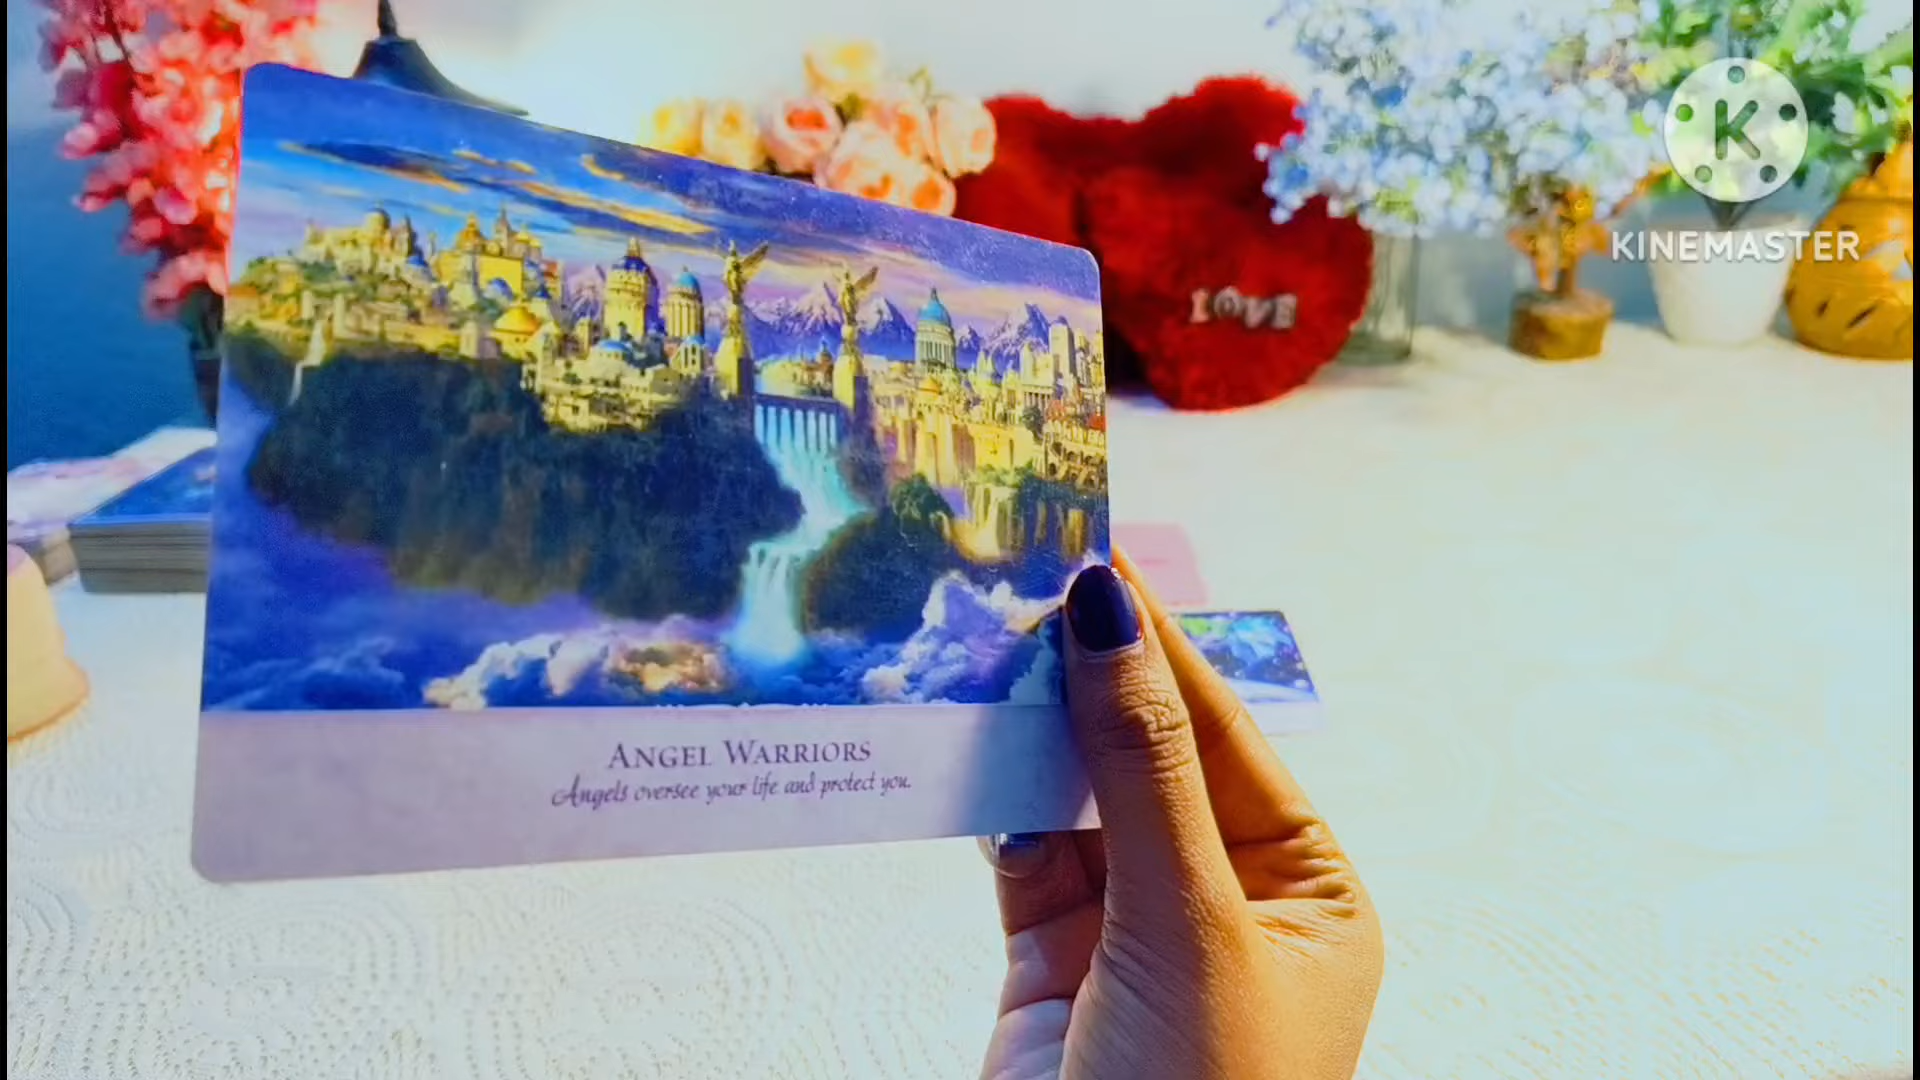 K
KINEMASTER
LOVE
ANGEL WARRIORS
Angels oversee your life and protect you.